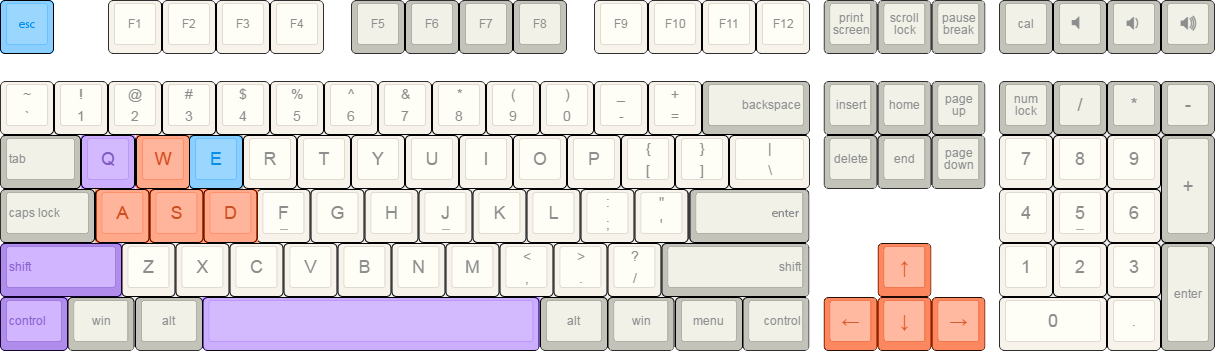 esc F1 F2 F3 F4 F5 F6 F7 F8 F9 F10 F11 F12 print screen scroll lock pause break cal
~ ` ! 1 @ 2 # 3 $ 4 % 5 ^ 6 & 7 * 8 ( 9 ) 0 _ - + = backspace insert home page up num lock / * -
tab Q W E R T Y U I O P { [ } ] | \ delete end page down 7 8 9 +
caps lock A S D F _ G H J _ K L : ; " ' enter 4 5 _ 6
shift Z X C V B N M < , > . ? / shift ↑ 1 2 3 enter
control win alt alt win menu control ← ↓ → 0 .